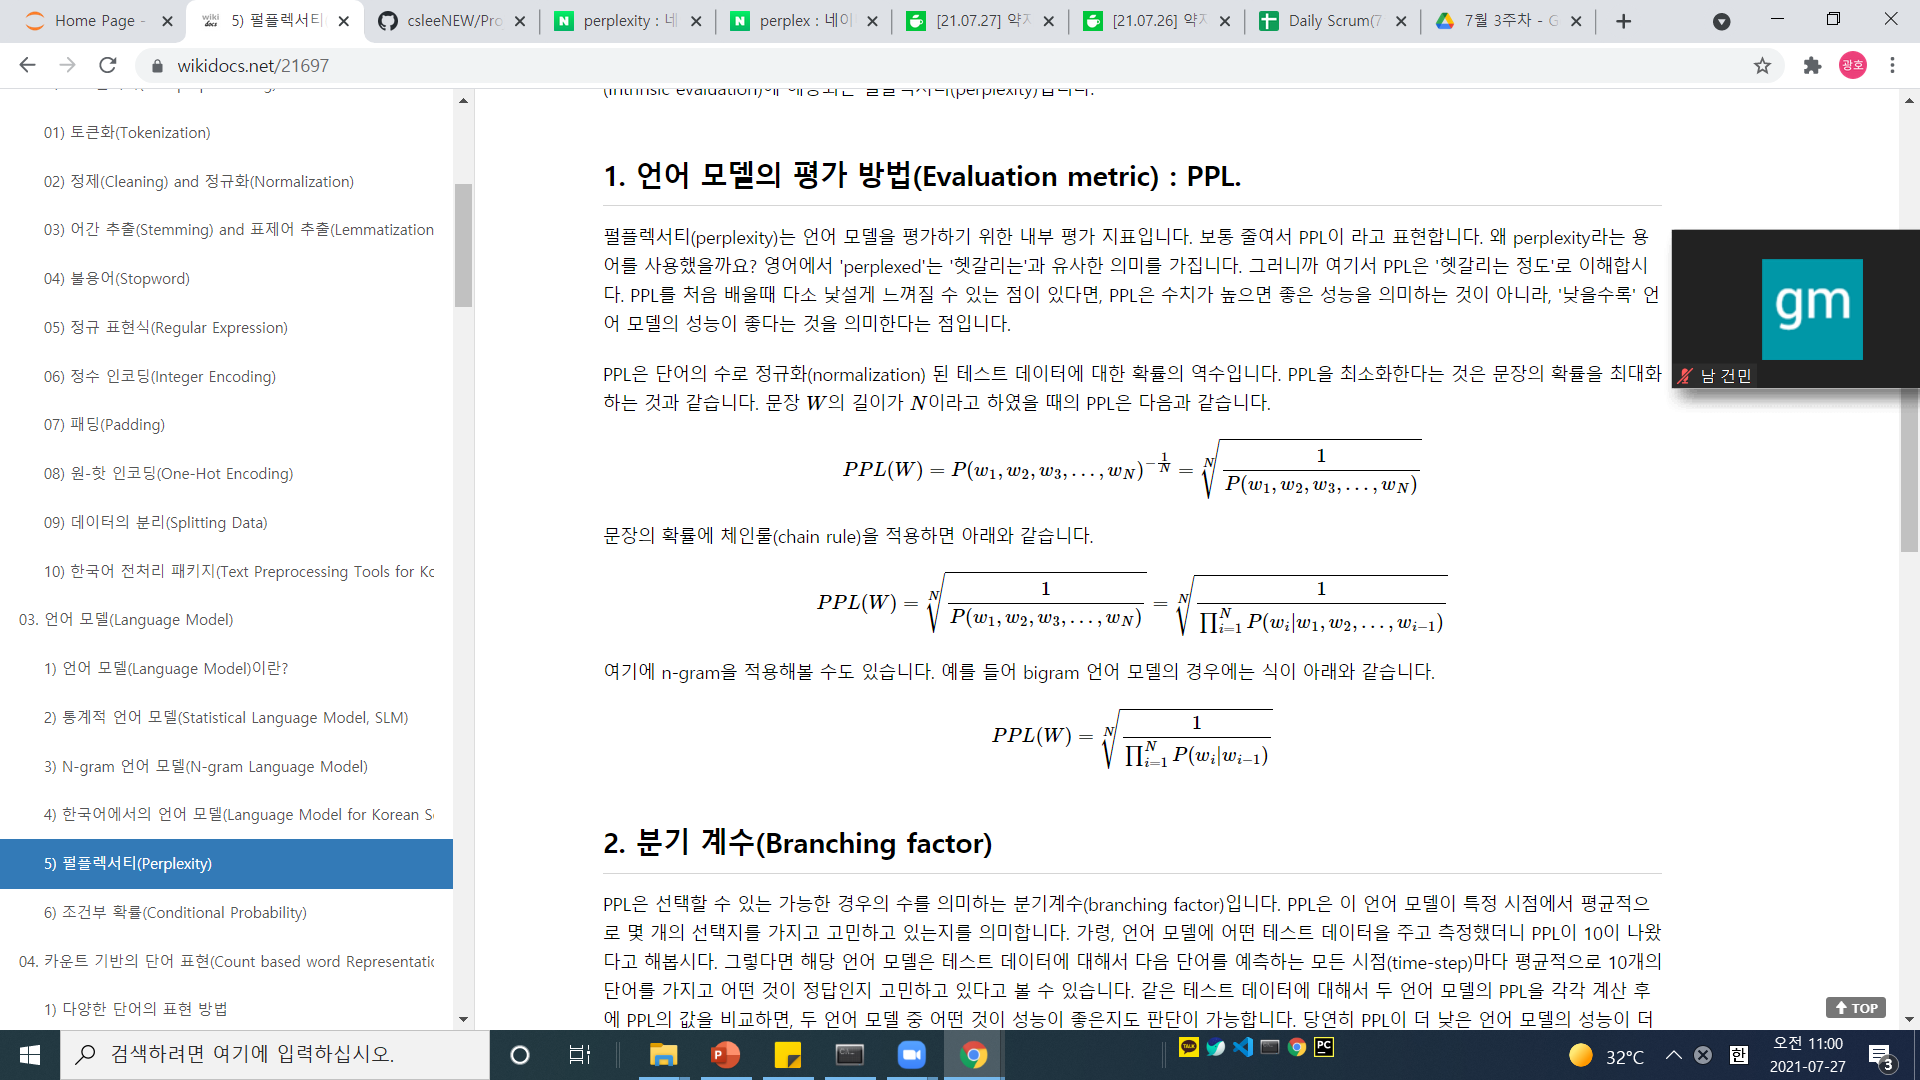 Home Page -
5) 펄플렉서티
csleeNEW/Pro
perplexity : 네
perplex : 네이
[21.07.27] 약
[21.07.26] 약
Daily Scrum(7
7월 3주차 - G
wikidocs.net/21697
광호
01) 토큰화(Tokenization)
02) 정제(Cleaning) and 정규화(Normalization)
03) 어간 추출(Stemming) and 표제어 추출(Lemmatization
04) 불용어(Stopword)
05) 정규 표현식(Regular Expression)
06) 정수 인코딩(Integer Encoding)
07) 패딩(Padding)
08) 원-핫 인코딩(One-Hot Encoding)
09) 데이터의 분리(Splitting Data)
10) 한국어 전처리 패키지(Text Preprocessing Tools for Ko
03. 언어 모델(Language Model)
1) 언어 모델(Language Model)이란?
2) 통계적 언어 모델(Statistical Language Model, SLM)
3) N-gram 언어 모델(N-gram Language Model)
4) 한국어에서의 언어 모델(Language Model for Korean S
5) 펄플렉서티(Perplexity)
6) 조건부 확률(Conditional Probability)
04. 카운트 기반의 단어 표현(Count based word Representatio
1) 다양한 단어의 표현 방법
(Intrinsic evaluation)에 해당되는 펄플렉서티(perplexity)입니다.
1. 언어 모델의 평가 방법(Evaluation metric) : PPL.
펄플렉서티(perplexity)는 언어 모델을 평가하기 위한 내부 평가 지표입니다. 보통 줄여서 PPL이 라고 표현합니다. 왜 perplexity라는 용
어를 사용했을까요? 영어에서 'perplexed'는 '헷갈리는'과 유사한 의미를 가집니다. 그러니까 여기서 PPL은 '헷갈리는 정도'로 이해합시
다. PPL를 처음 배울때 다소 낯설게 느껴질 수 있는 점이 있다면, PPL은 수치가 높으면 좋은 성능을 의미하는 것이 아니라, '낮을수록' 언
어 모델의 성능이 좋다는 것을 의미한다는 점입니다.
PPL은 단어의 수로 정규화(normalization) 된 테스트 데이터에 대한 확률의 역수입니다. PPL을 최소화한다는 것은 문장의 확률을 최대화
하는 것과 같습니다. 문장 W의 길이가 N이라고 하였을 때의 PPL은 다음과 같습니다.
PPL(W) = P(w₁, w₂, w₃, . . . , w_N)^(−1/N) = ᴺ√(1 / P(w₁, w₂, w₃, . . . , w_N))
문장의 확률에 체인룰(chain rule)을 적용하면 아래와 같습니다.
PPL(W) = ᴺ√(1 / P(w₁, w₂, w₃, . . . , w_N)) = ᴺ√(1 / ∏_{i=1}^{N} P(w_i|w₁, w₂, . . . , w_{i−1}))
여기에 n-gram을 적용해볼 수도 있습니다. 예를 들어 bigram 언어 모델의 경우에는 식이 아래와 같습니다.
PPL(W) = ᴺ√(1 / ∏_{i=1}^{N} P(w_i|w_{i−1}))
2. 분기 계수(Branching factor)
PPL은 선택할 수 있는 가능한 경우의 수를 의미하는 분기계수(branching factor)입니다. PPL은 이 언어 모델이 특정 시점에서 평균적으
로 몇 개의 선택지를 가지고 고민하고 있는지를 의미합니다. 가령, 언어 모델에 어떤 테스트 데이터을 주고 측정했더니 PPL이 10이 나왔
다고 해봅시다. 그렇다면 해당 언어 모델은 테스트 데이터에 대해서 다음 단어를 예측하는 모든 시점(time-step)마다 평균적으로 10개의
단어를 가지고 어떤 것이 정답인지 고민하고 있다고 볼 수 있습니다. 같은 테스트 데이터에 대해서 두 언어 모델의 PPL을 각각 계산 후
에 PPL의 값을 비교하면, 두 언어 모델 중 어떤 것이 성능이 좋은지도 판단이 가능합니다. 당연히 PPL이 더 낮은 언어 모델의 성능이 더
gm
남 건민
TOP
검색하려면 여기에 입력하십시오.
32°C
한
오전 11:00
2021-07-27
3